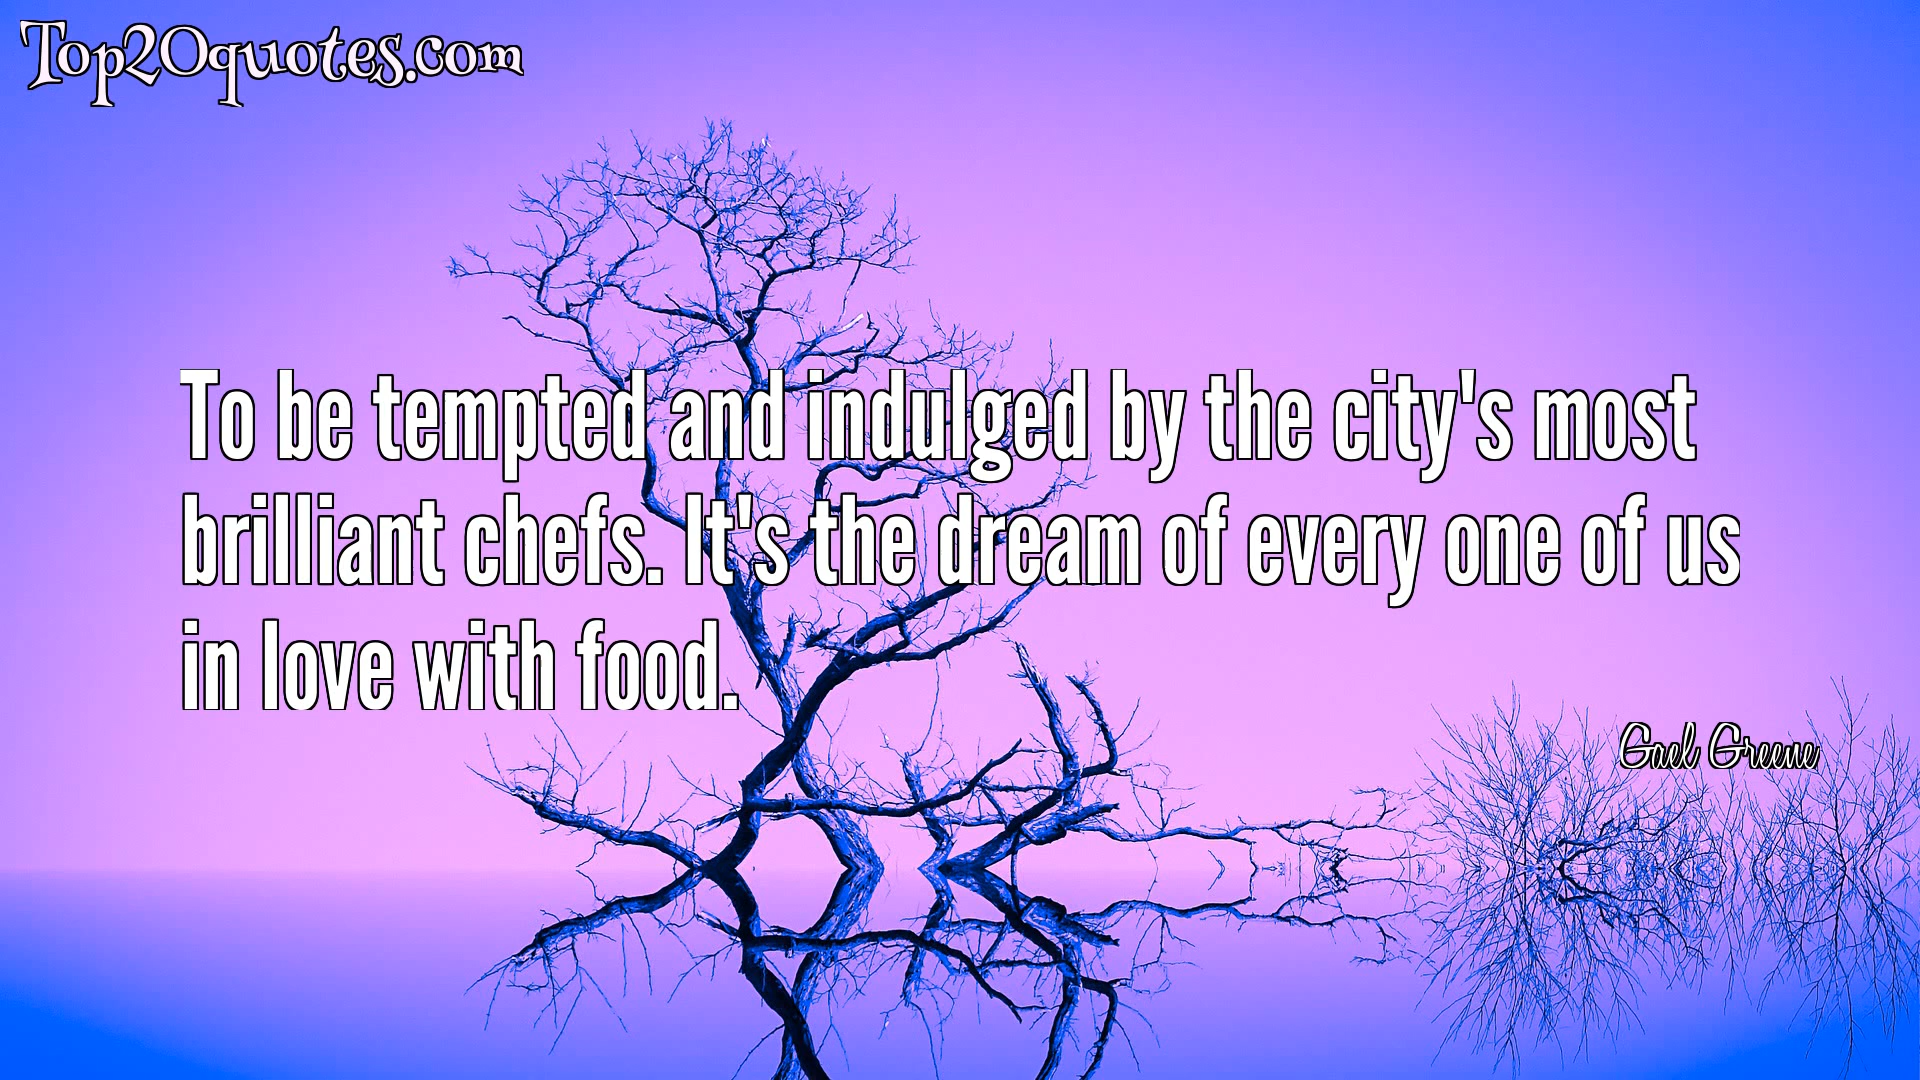 Top20quotes.com
To be tempted and indulged by the city's most
brilliant chefs. It's the dream of every one of us
in love with food.
Gael Greene